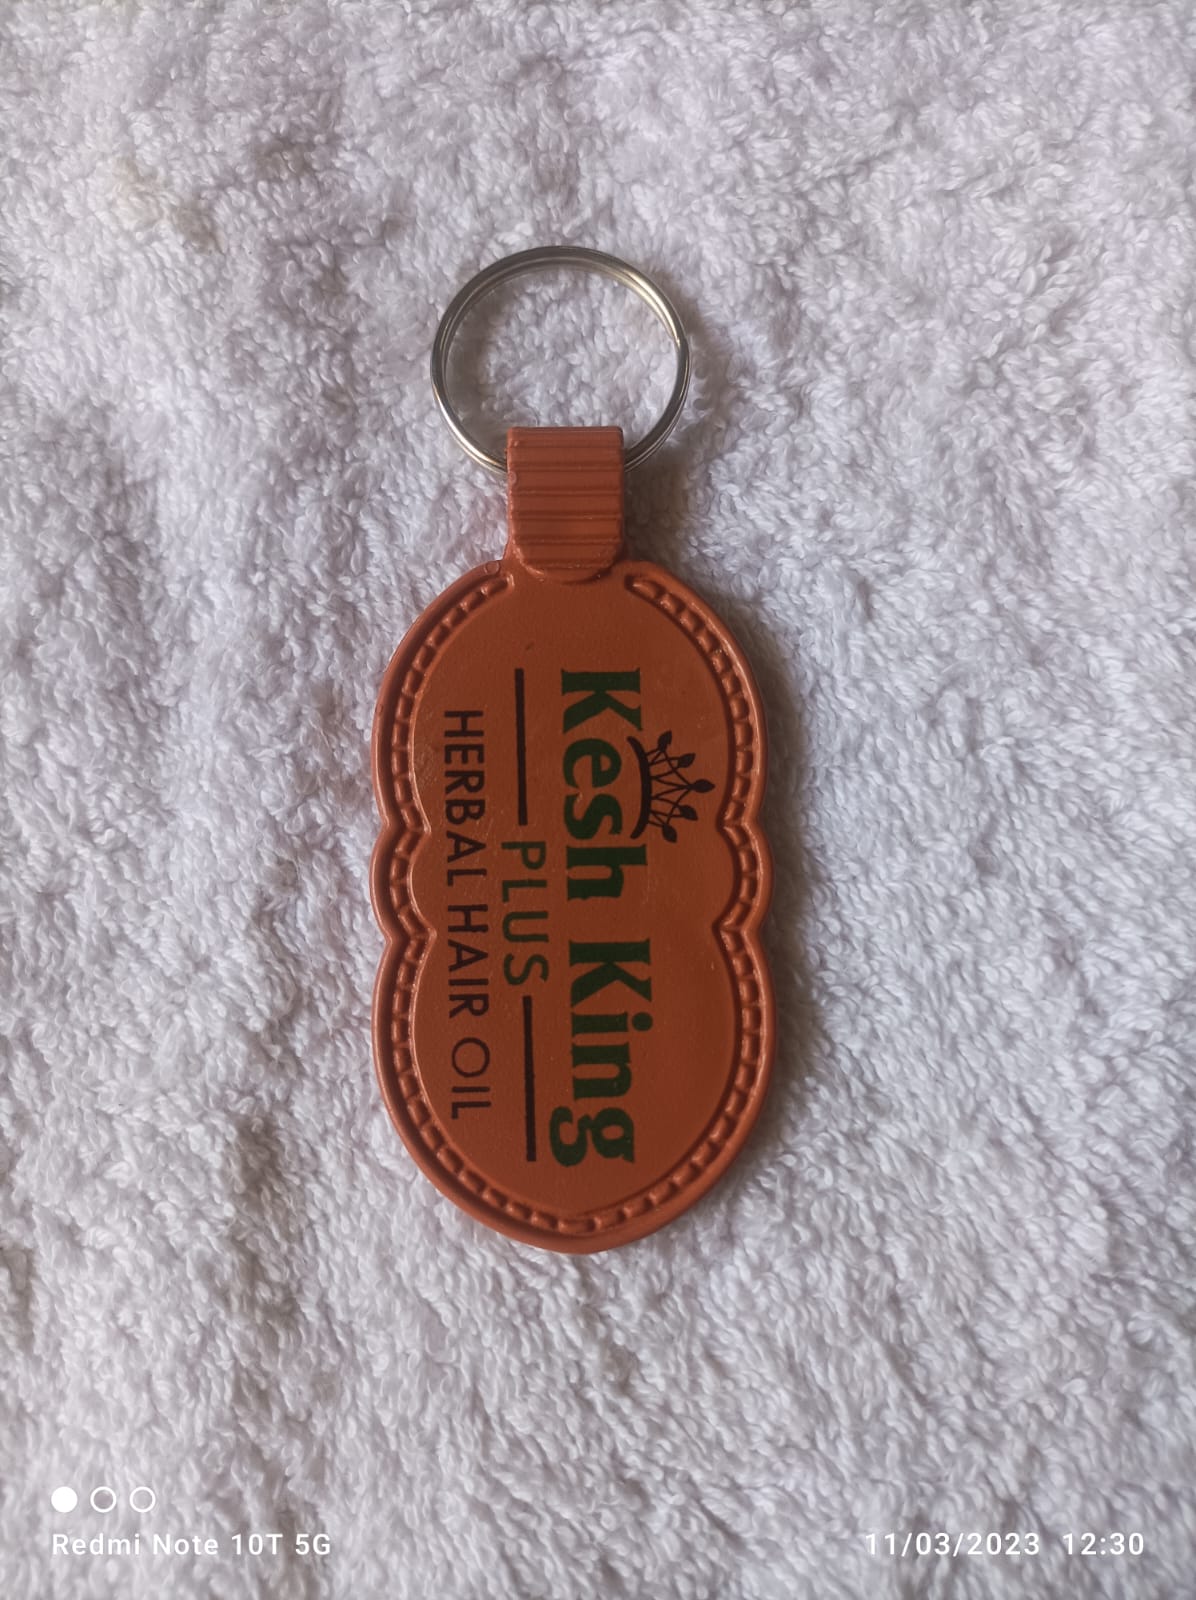 Kesh King
PLUS
HERBAL HAIR OIL
Redmi Note 10T 5G
11/03/2023 12:30